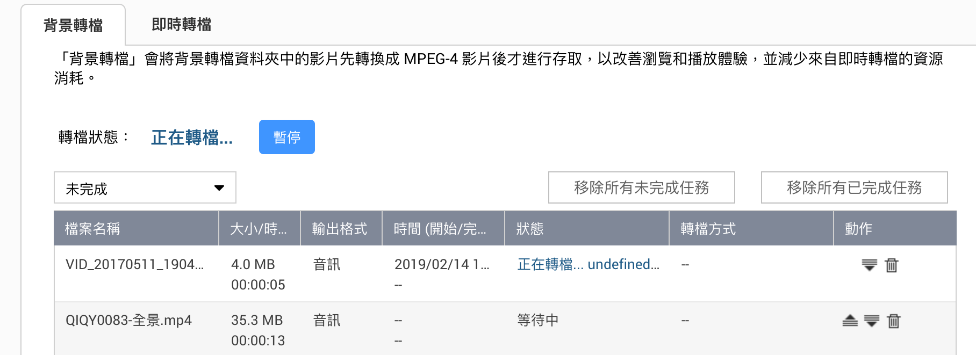 背景轉檔 即時轉檔
「背景轉檔」會將背景轉檔資料夾中的影片先轉換成 MPEG-4 影片後才進行存取，以改善瀏覽和播放體驗，並減少來自即時轉檔的資源
消耗。
轉檔狀態： 正在轉檔... 暫停
未完成 移除所有未完成任務 移除所有已完成任務
檔案名稱 大小/時... 輸出格式 時間 (開始/完... 狀態 轉檔方式 動作
VID_20170511_1904... 4.0 MB 音訊 2019/02/14 1... 正在轉檔... undefined... --
00:00:05 --
QIQY0083-全景.mp4 35.3 MB 音訊 -- 等待中 --
00:00:13 --